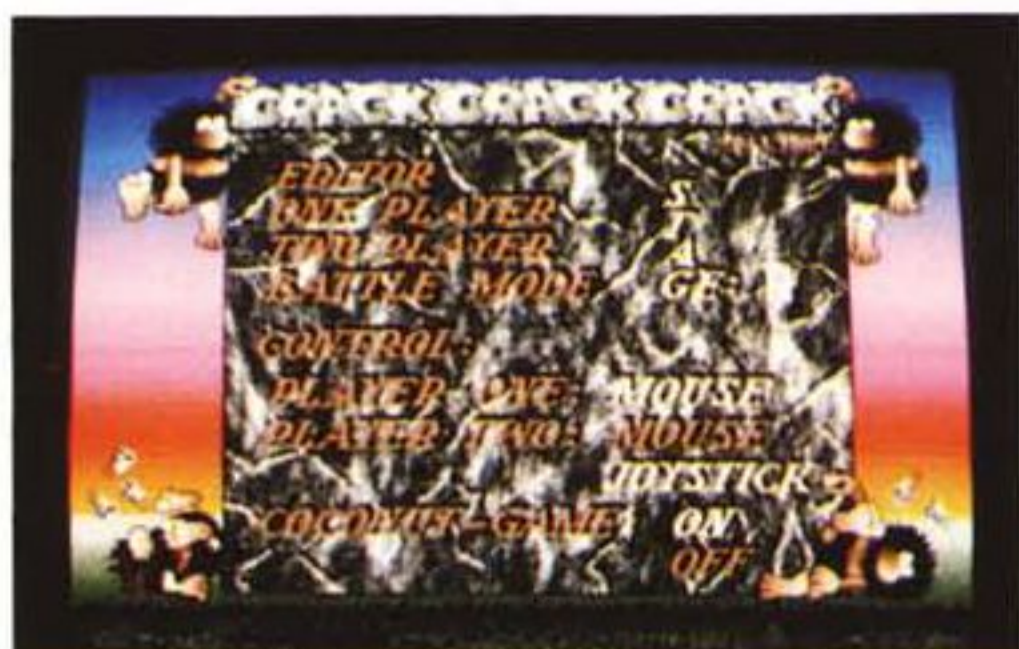 CRACK CRACK CRACK
EDITOR
ONE PLAYER
TWO PLAYER
BATTLE MODE
STAGE:
CONTROL:
PLAYER ONE: MOUSE
PLAYER TWO: MOUSE
JOYSTICK
COCONUT-GAME: ON
OFF